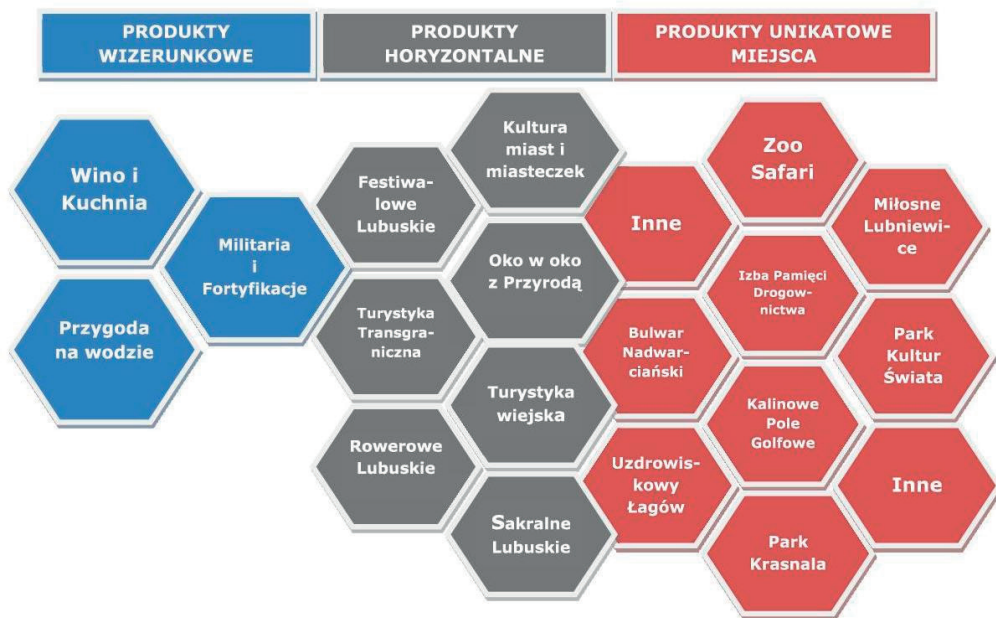 PRODUKTY
WIZERUNKOWE
PRODUKTY
HORYZONTALNE
PRODUKTY UNIKATOWE
MIEJSCA
Wino i
Kuchnia
Militaria
i
Fortyfikacje
Przygoda
na wodzie
Kultura
miast i
miasteczek
Festiwa-
lowe
Lubuskie
Oko w oko
z Przyrodą
Turystyka
Transgra-
niczna
Turystyka
wiejska
Rowerowe
Lubuskie
Sakralne
Lubuskie
Zoo
Safari
Inne
Miłosne
Lubniewi-
ce
Izba Pamięci
Drogow-
nictwa
Bulwar
Nadwar-
ciański
Park
Kultur
Świata
Kalinowe
Pole
Golfowe
Uzdrowis-
kowy
Łagów
Inne
Park
Krasnala